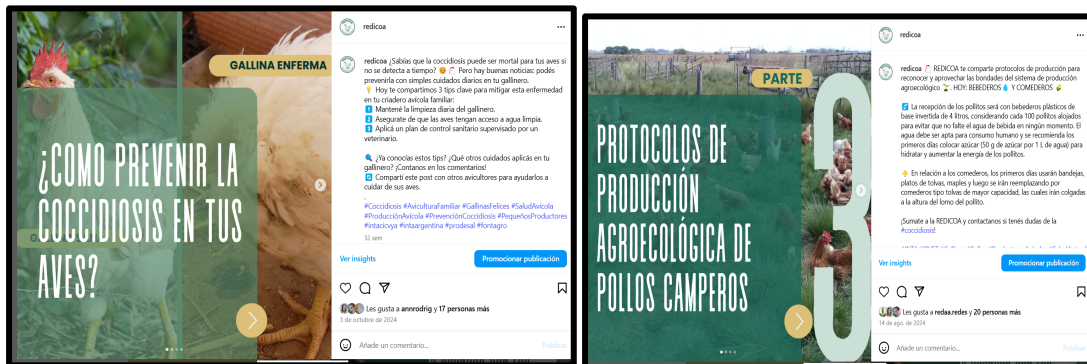 GALLINA ENFERMA
¿COMO PREVENIR LA
COCCIDIOSIS EN TUS
AVES?
redicoa
redicoa ¿Sabías que la coccidiosis puede ser mortal para tus aves si
no se detecta a tiempo? 😷 🐔 Pero hay buenas noticias: podés
prevenirla con simples cuidados diarios en tu gallinero.
💡 Hoy te compartimos 3 tips clave para mitigar esta enfermedad
en tu criadero avícola familiar:
1️⃣ Mantené la limpieza diaria del gallinero.
2️⃣ Asegurate de que las aves tengan acceso a agua limpia.
3️⃣ Aplicá un plan de control sanitario supervisado por un
veterinario.
🔍 ¿Ya conocías estos tips? ¿Qué otros cuidados aplicás en tu
gallinero? ¡Contanos en los comentarios!
🔁 Compartí este post con otros avicultores para ayudarlos a
cuidar de sus aves.
.
#Coccidiosis #AviculturaFamiliar #GallinasFelices #SaludAvícola
#ProducciónAvícola #PrevenciónCoccidiosis #PequeñosProductores
#intacicvya #intaargentina #prodesal #fontagro
32 sem
Ver insights
Promocionar publicación
Les gusta a annrodrig y 17 personas más
3 de octubre de 2024
Añade un comentario...
Publicar
PARTE
3
PROTOCOLOS DE
PRODUCCIÓN
AGROECOLÓGICA DE
POLLOS CAMPEROS
redicoa
redicoa 🐔 REDICOA te comparte protocolos de producción para
reconocer y aprovechar las bondades del sistema de producción
agroecológico 🐓. HOY: BEBEDEROS💧 Y COMEDEROS 🌽
🚰 La recepción de los pollitos será con bebederos plásticos de
base invertida de 4 litros, considerando cada 100 pollitos alojados
para evitar que no falte el agua de bebida en ningún momento. El
agua debe ser apta para consumo humano y se recomienda los
primeros días colocar azúcar (50 g de azúcar por 1 L de agua) para
hidratar y aumentar la energía de los pollitos.
En relación a los comederos, los primeros días usarán bandejas,
platos de tolvas, maples y luego se irán reemplazando por
comederos tipo tolvas de mayor capacidad, las cuales irán colgadas
a la altura del lomo del pollito.
¡Sumate a la REDICOA y contactanos si tenés dudas de la
#coccidiosis!
Ver insights
Promocionar publicación
Les gusta a redaa.redes y 20 personas más
14 de ago. de 2024
Añade un comentario...
Publicar